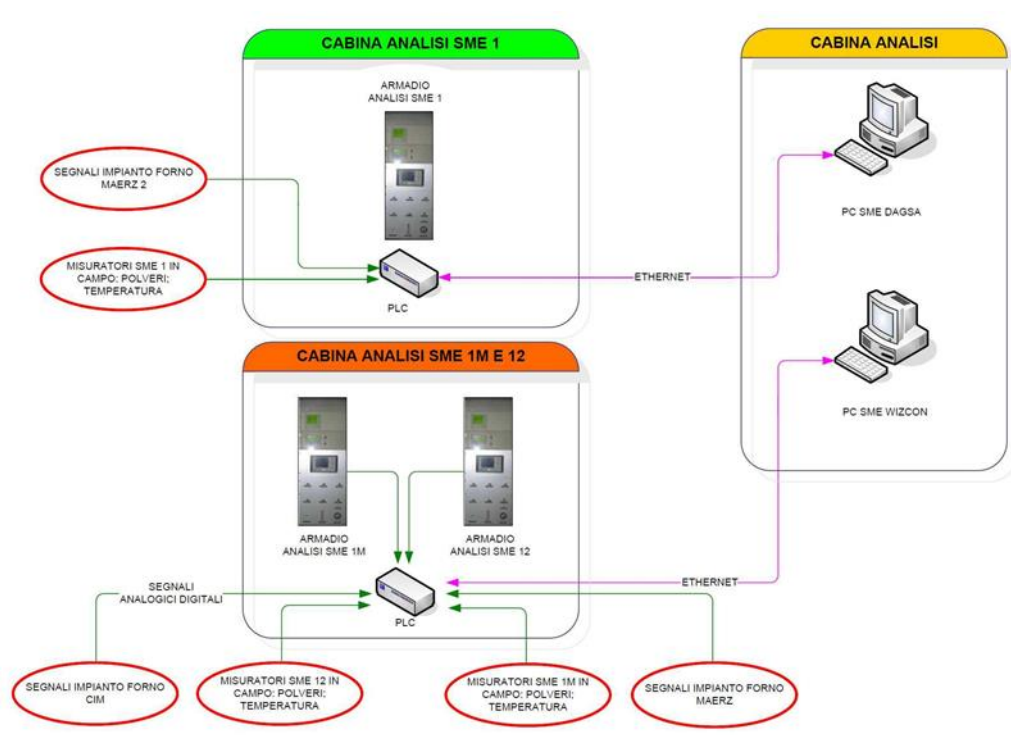 CABINA ANALISI SME 1
CABINA ANALISI
ARMADIO
ANALISI SME 1
SEGNALI IMPIANTO FORNO
MAERZ 2
PC SME DAGSA
MISURATORI SME 1 IN
CAMPO: POLVERI;
TEMPERATURA
ETHERNET
PLC
CABINA ANALISI SME 1M E 12
PC SME WIZCON
ARMADIO
ANALISI SME 1M
ARMADIO
ANALISI SME 12
ETHERNET
SEGNALI
ANALOGICI DIGITALI
PLC
SEGNALI IMPIANTO FORNO
CIM
MISURATORI SME 12 IN
CAMPO: POLVERI;
TEMPERATURA
MISURATORI SME 1M IN
CAMPO: POLVERI;
TEMPERATURA
SEGNALI IMPIANTO FORNO
MAERZ